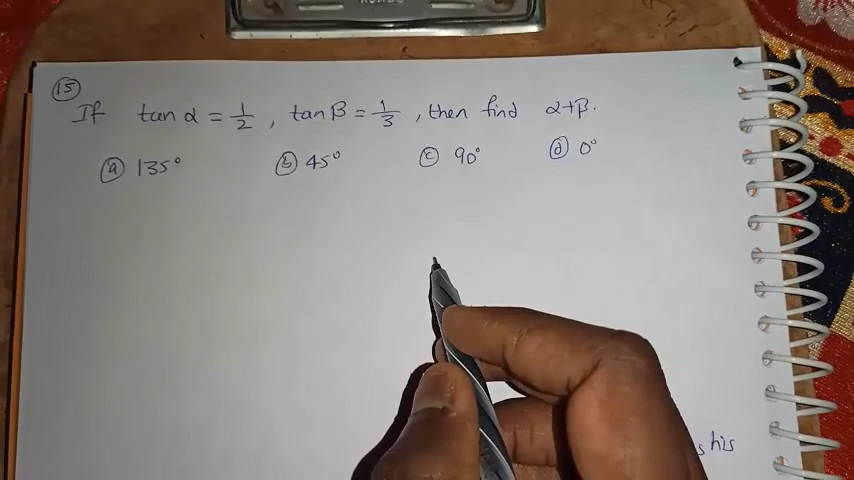 15
If tan α = 1/2 , tan β = 1/3 , then find α+β.
a 135° b 45° c 90° d 0°
his